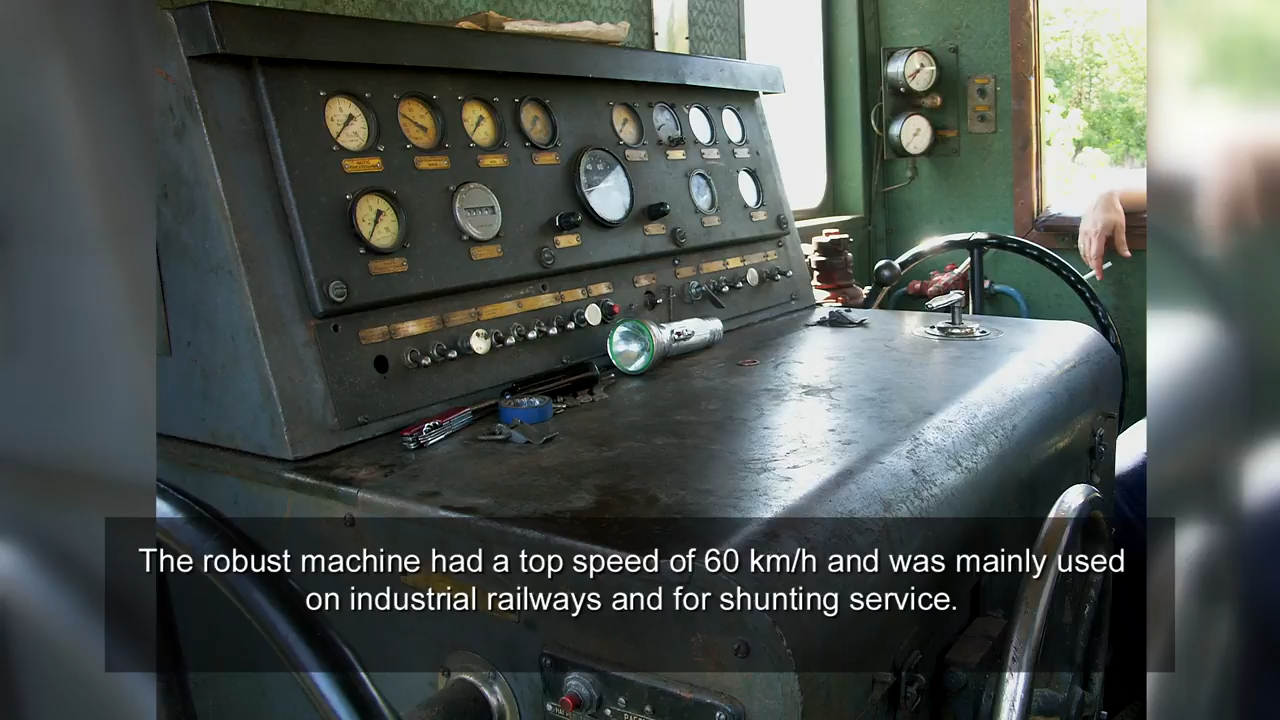 The robust machine had a top speed of 60 km/h and was mainly used
on industrial railways and for shunting service.